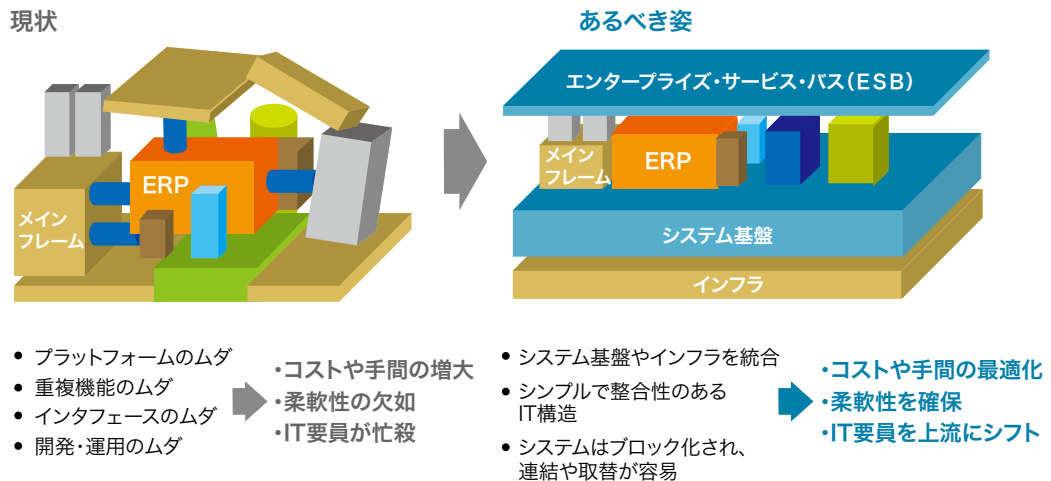 現状
あるべき姿
ERP
メイン
フレーム
エンタープライズ・サービス・バス(ESB)
メイン
フレーム
ERP
システム基盤
インフラ
• プラットフォームのムダ
• 重複機能のムダ
• インタフェースのムダ
• 開発・運用のムダ
・コストや手間の増大
・柔軟性の欠如
・IT要員が忙殺
• システム基盤やインフラを統合
• シンプルで整合性のある
IT構造
• システムはブロック化され、
連結や取替が容易
・コストや手間の最適化
・柔軟性を確保
・IT要員を上流にシフト